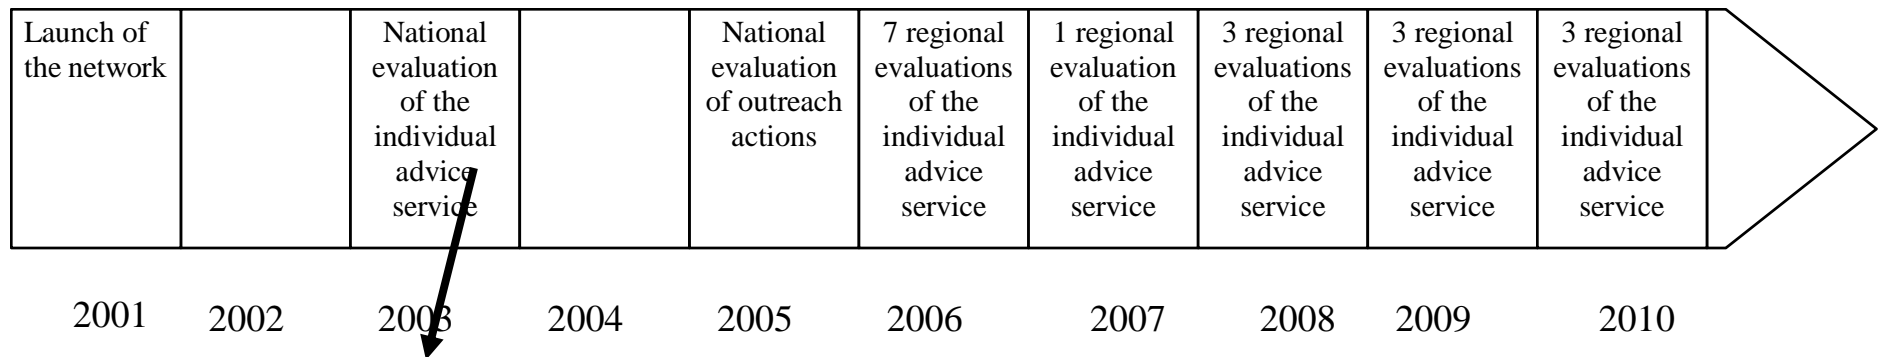 Launch of
the network
National
evaluation
of the
individual
advice
service
National
evaluation
of outreach
actions
7 regional
evaluations
of the
individual
advice
service
1 regional
evaluation
of the
individual
advice
service
3 regional
evaluations
of the
individual
advice
service
3 regional
evaluations
of the
individual
advice
service
3 regional
evaluations
of the
individual
advice
service
2001 2002 2003 2004 2005 2006 2007 2008 2009 2010